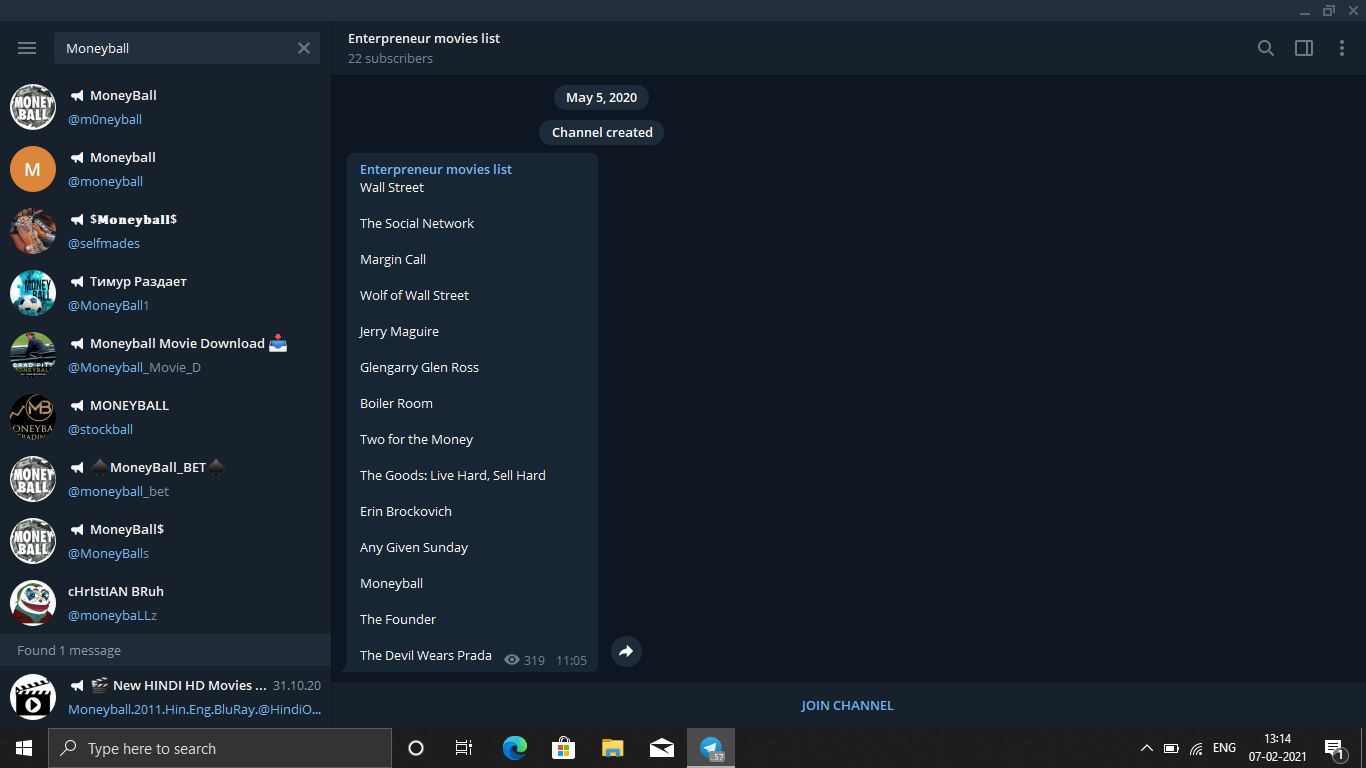 Moneyball
MoneyBall
@m0neyball
M
Moneyball
@moneyball
$𝕸𝖔𝖓𝖊𝖞𝖇𝖆𝖑𝖑$
@selfmades
Тимур Раздает
@MoneyBall1
Moneyball Movie Download 📥
@Moneyball_Movie_D
MONEYBALL
@stockball
♠️MoneyBall_BET♠️
@moneyball_bet
MoneyBall$
@MoneyBalls
cHrIstIAN BRuh
@moneybaLLz
Found 1 message
🎬 New HINDI HD Movies ... 31.10.20
Moneyball.2011.Hin.Eng.BluRay.@HindiO...
Enterpreneur movies list
22 subscribers
May 5, 2020
Channel created
Enterpreneur movies list
Wall Street
The Social Network
Margin Call
Wolf of Wall Street
Jerry Maguire
Glengarry Glen Ross
Boiler Room
Two for the Money
The Goods: Live Hard, Sell Hard
Erin Brockovich
Any Given Sunday
Moneyball
The Founder
The Devil Wears Prada 319 11:05
JOIN CHANNEL
Type here to search
..57
ENG
13:14
07-02-2021
1